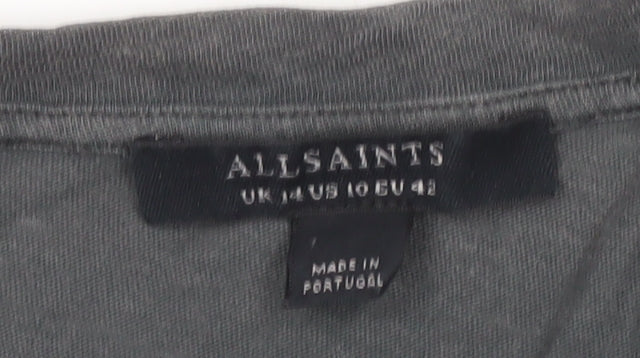 ALLSAINTS
UK 14 US 10 EU 42
MADE IN
PORTUGAL